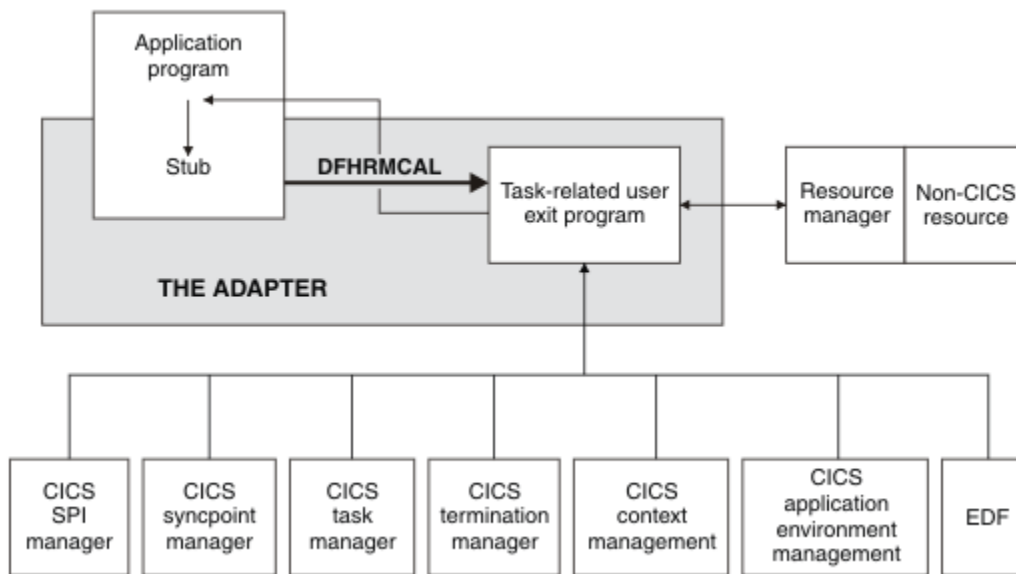 Application
program
Stub
DFHRMCAL
Task-related user
exit program
Resource
manager
Non-CICS
resource
THE ADAPTER
CICS
SPI
manager
CICS
syncpoint
manager
CICS
task
manager
CICS
termination
manager
CICS
context
management
CICS
application
environment
management
EDF